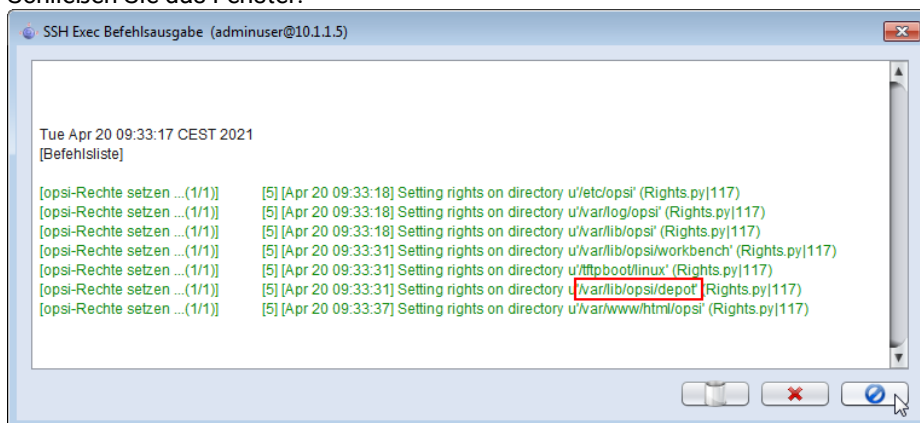 Schließen Sie das Fenster.
SSH Exec Befehlsausgabe (adminuser@10.1.1.5)
Tue Apr 20 09:33:17 CEST 2021
[Befehlsliste]
[opsi-Rechte setzen ...(1/1)] [5] [Apr 20 09:33:18] Setting rights on directory u'/etc/opsi' (Rights.py|117)
[opsi-Rechte setzen ...(1/1)] [5] [Apr 20 09:33:18] Setting rights on directory u'/var/log/opsi' (Rights.py|117)
[opsi-Rechte setzen ...(1/1)] [5] [Apr 20 09:33:18] Setting rights on directory u'/var/lib/opsi' (Rights.py|117)
[opsi-Rechte setzen ...(1/1)] [5] [Apr 20 09:33:31] Setting rights on directory u'/var/lib/opsi/workbench' (Rights.py|117)
[opsi-Rechte setzen ...(1/1)] [5] [Apr 20 09:33:31] Setting rights on directory u'/tftpboot/linux' (Rights.py|117)
[opsi-Rechte setzen ...(1/1)] [5] [Apr 20 09:33:31] Setting rights on directory u'/var/lib/opsi/depot' (Rights.py|117)
[opsi-Rechte setzen ...(1/1)] [5] [Apr 20 09:33:37] Setting rights on directory u'/var/www/html/opsi' (Rights.py|117)